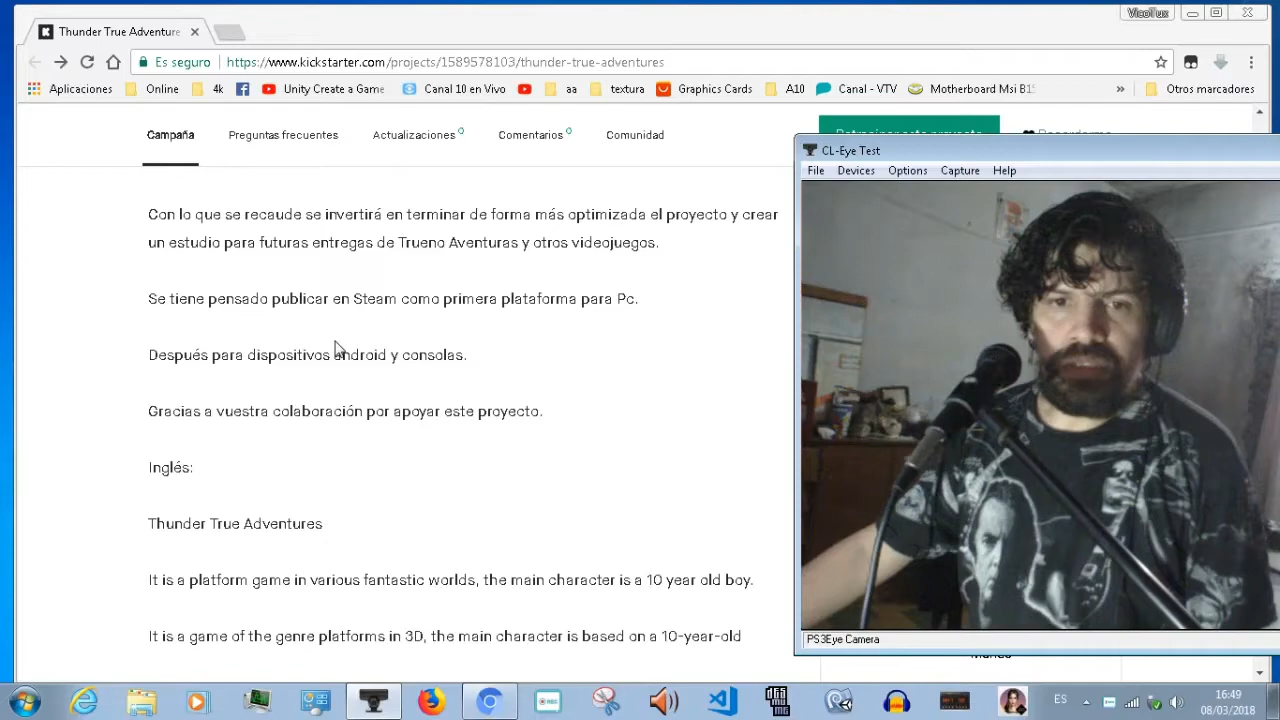 VicoTux
Thunder True Adventure
Es seguro
https://www.kickstarter.com/projects/1589578103/thunder-true-adventures
Aplicaciones Online 4k Unity Create a Game Canal 10 en Vivo aa textura Graphics Cards A10 Canal - VTV Motherboard Msi B15 » Otros marcadores
Campaña Preguntas frecuentes Actualizaciones 0 Comentarios 0 Comunidad
CL-Eye Test
File Devices Options Capture Help
Con lo que se recaude se invertirá en terminar de forma más optimizada el proyecto y crear
un estudio para futuras entregas de Trueno Aventuras y otros videojuegos.
Se tiene pensado publicar en Steam como primera plataforma para Pc.
Después para dispositivos android y consolas.
Gracias a vuestra colaboración por apoyar este proyecto.
Inglés:
Thunder True Adventures
It is a platform game in various fantastic worlds, the main character is a 10 year old boy.
It is a game of the genre platforms in 3D, the main character is based on a 10-year-old
PS3Eye Camera
ES
16:49
08/03/2018